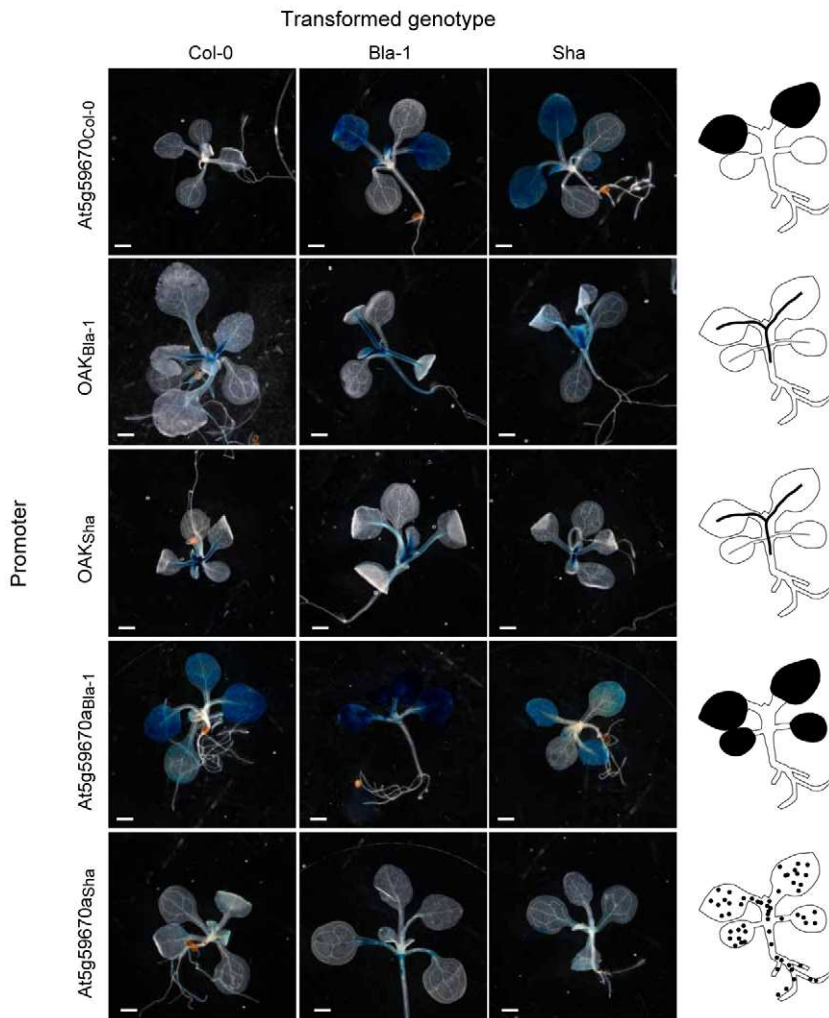 Transformed genotype
Col-0 Bla-1 Sha
Promoter
At5g59670Col-0
OAKBla-1
OAKSha
At5g59670aBla-1
At5g59670aSha